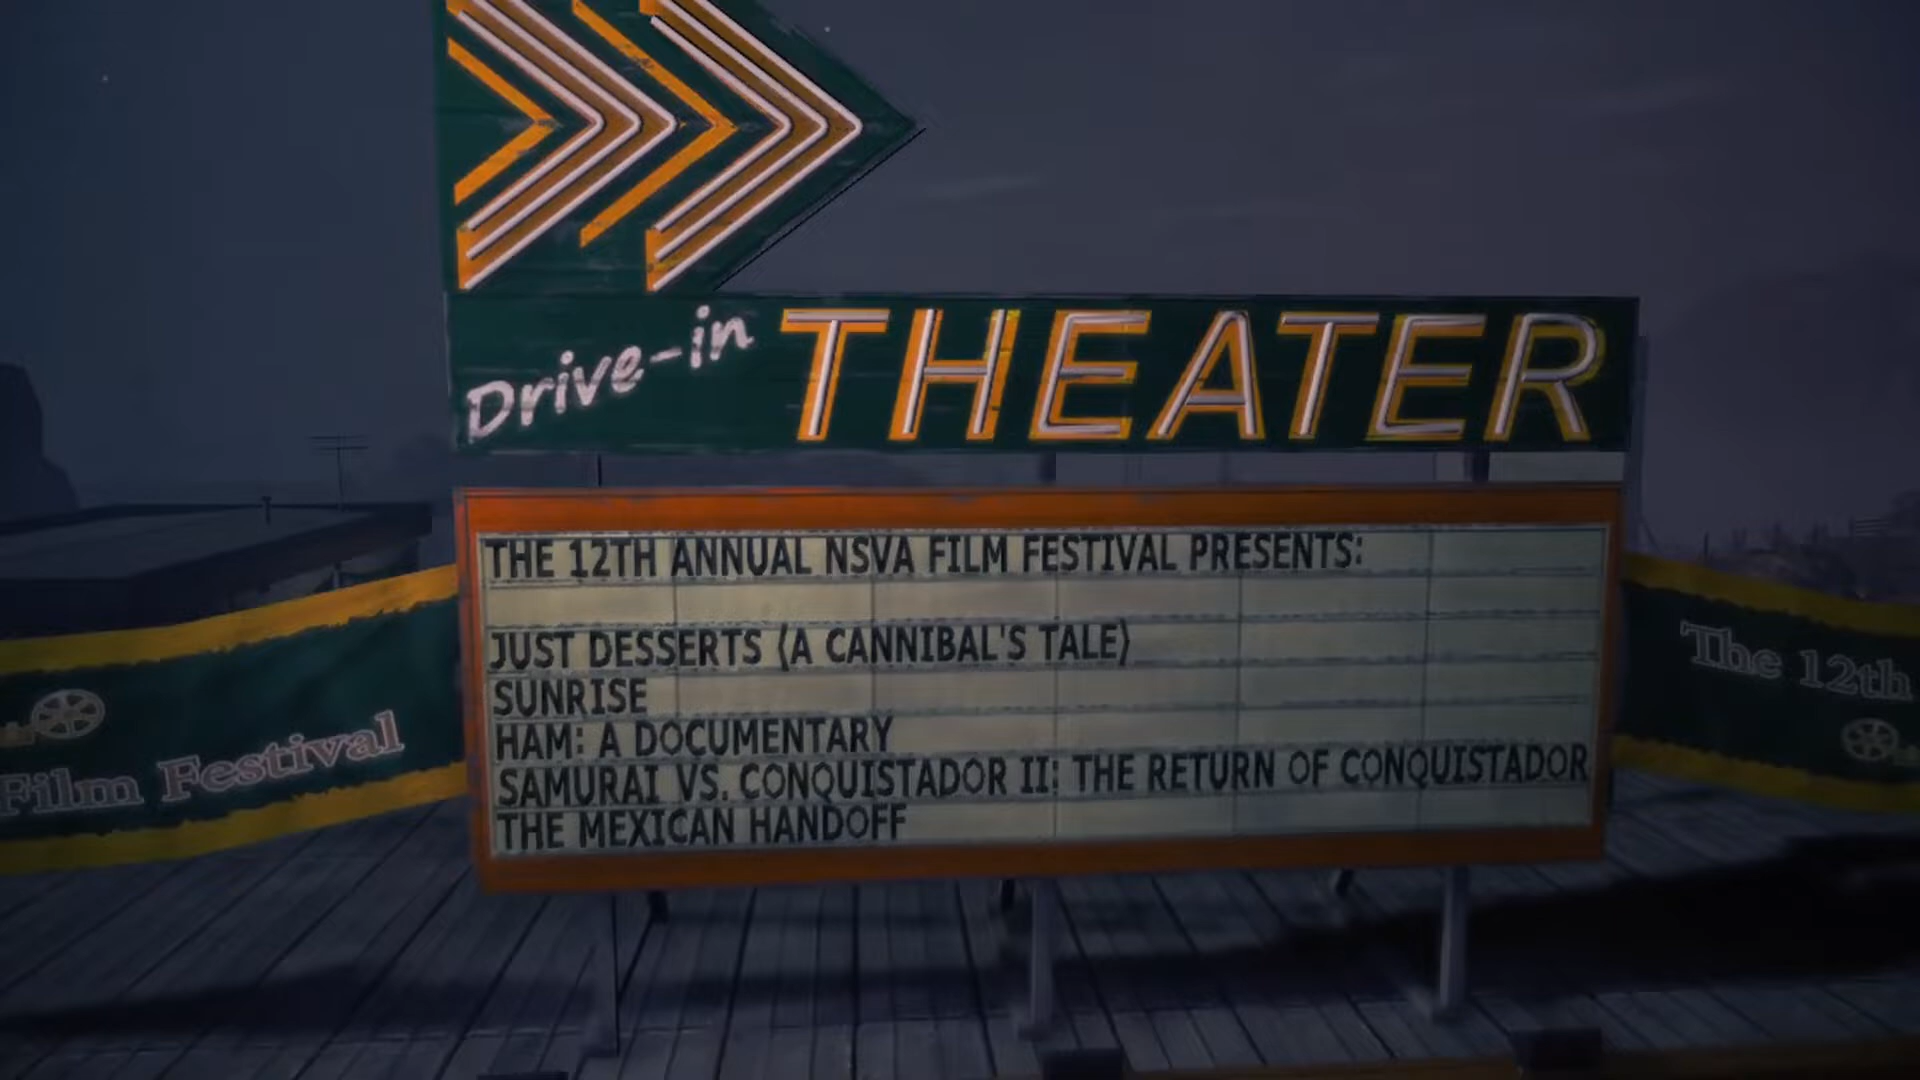 Drive-in THEATER
THE 12TH ANNUAL NSVA FILM FESTIVAL PRESENTS:
JUST DESSERTS (A CANNIBAL'S TALE)
SUNRISE
HAM: A DOCUMENTARY
SAMURAI VS. CONQUISTADOR II: THE RETURN OF CONQUISTADOR
THE MEXICAN HANDOFF
Film Festival
The 12th